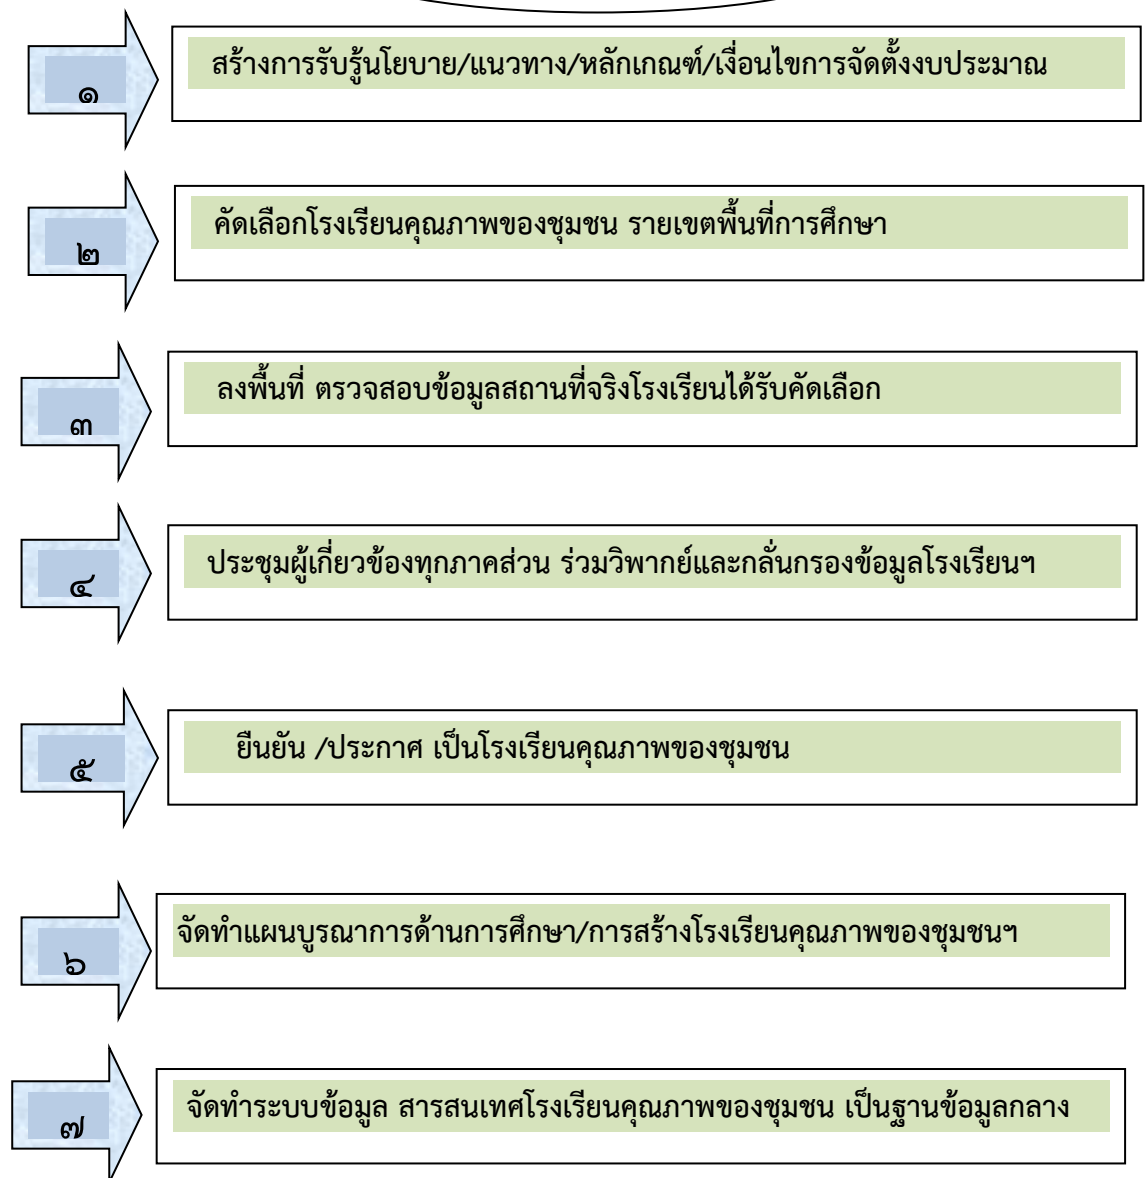 ๑
สร้างการรับรู้นโยบาย/แนวทาง/หลักเกณฑ์/เงื่อนไขการจัดตั้งงบประมาณ
๒
คัดเลือกโรงเรียนคุณภาพของชุมชน รายเขตพื้นที่การศึกษา
๓
ลงพื้นที่ ตรวจสอบข้อมูลสถานที่จริงโรงเรียนได้รับคัดเลือก
๔
ประชุมผู้เกี่ยวข้องทุกภาคส่วน ร่วมวิพากย์และกลั่นกรองข้อมูลโรงเรียนฯ
๕
ยืนยัน /ประกาศ เป็นโรงเรียนคุณภาพของชุมชน
๖
จัดทำแผนบูรณาการด้านการศึกษา/การสร้างโรงเรียนคุณภาพของชุมชนฯ
๗
จัดทำระบบข้อมูล สารสนเทศโรงเรียนคุณภาพของชุมชน เป็นฐานข้อมูลกลาง